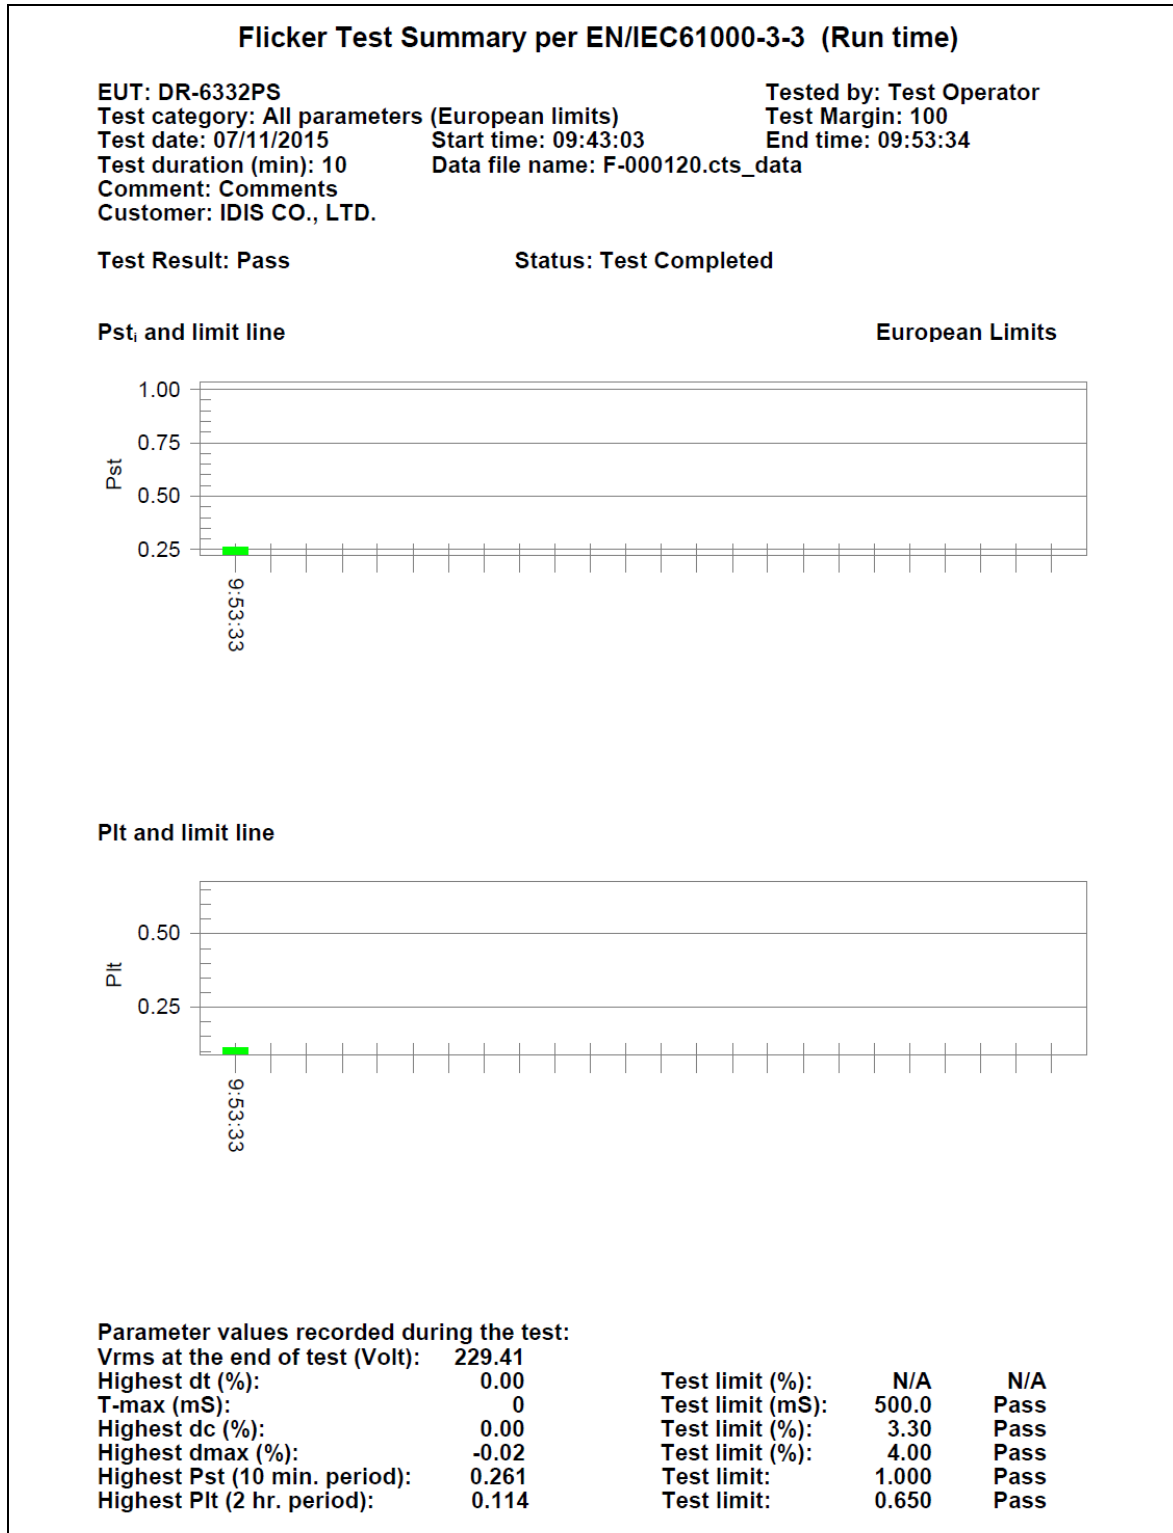 Flicker Test Summary per EN/IEC61000-3-3 (Run time)
EUT: DR-6332PS Tested by: Test Operator
Test category: All parameters (European limits) Test Margin: 100
Test date: 07/11/2015 Start time: 09:43:03 End time: 09:53:34
Test duration (min): 10 Data file name: F-000120.cts_data
Comment: Comments
Customer: IDIS CO., LTD.
Test Result: Pass Status: Test Completed
Pstᵢ and limit line European Limits
1.00
0.75
Pst
0.50
0.25
9:53:33
Plt and limit line
0.50
Plt
0.25
9:53:33
Parameter values recorded during the test:
Vrms at the end of test (Volt): 229.41
Highest dt (%): 0.00 Test limit (%): N/A N/A
T-max (mS): 0 Test limit (mS): 500.0 Pass
Highest dc (%): 0.00 Test limit (%): 3.30 Pass
Highest dmax (%): -0.02 Test limit (%): 4.00 Pass
Highest Pst (10 min. period): 0.261 Test limit: 1.000 Pass
Highest Plt (2 hr. period): 0.114 Test limit: 0.650 Pass